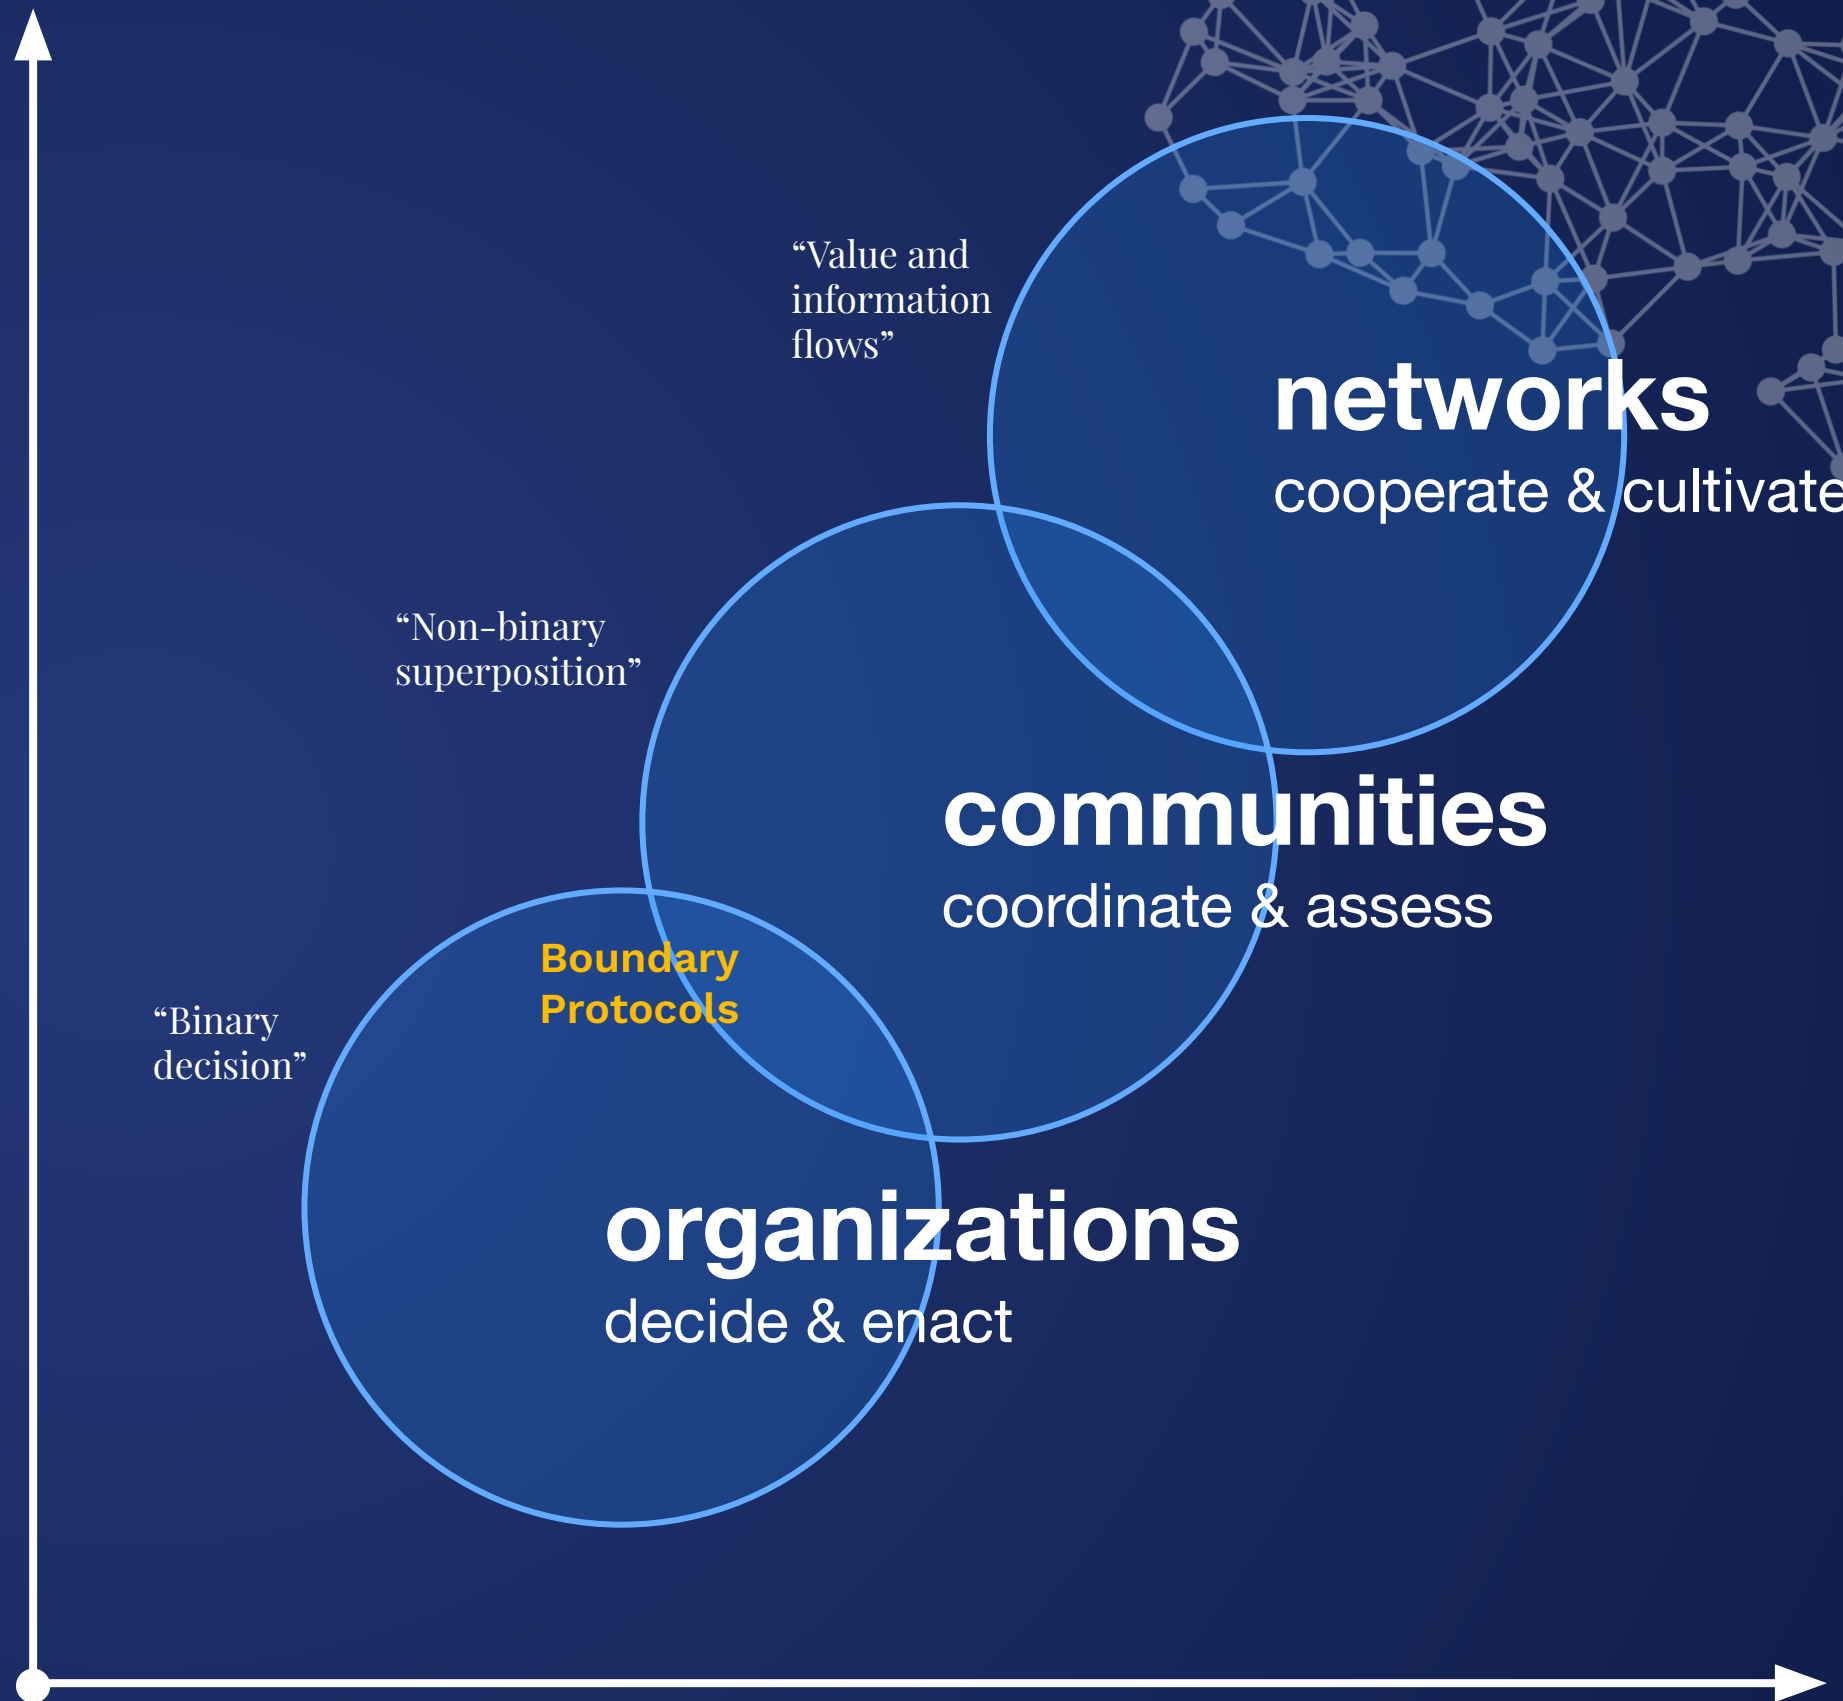 “Value and
information
flows”
networks
cooperate & cultivate
“Non-binary
superposition”
communities
coordinate & assess
Boundary
Protocols
“Binary
decision”
organizations
decide & enact